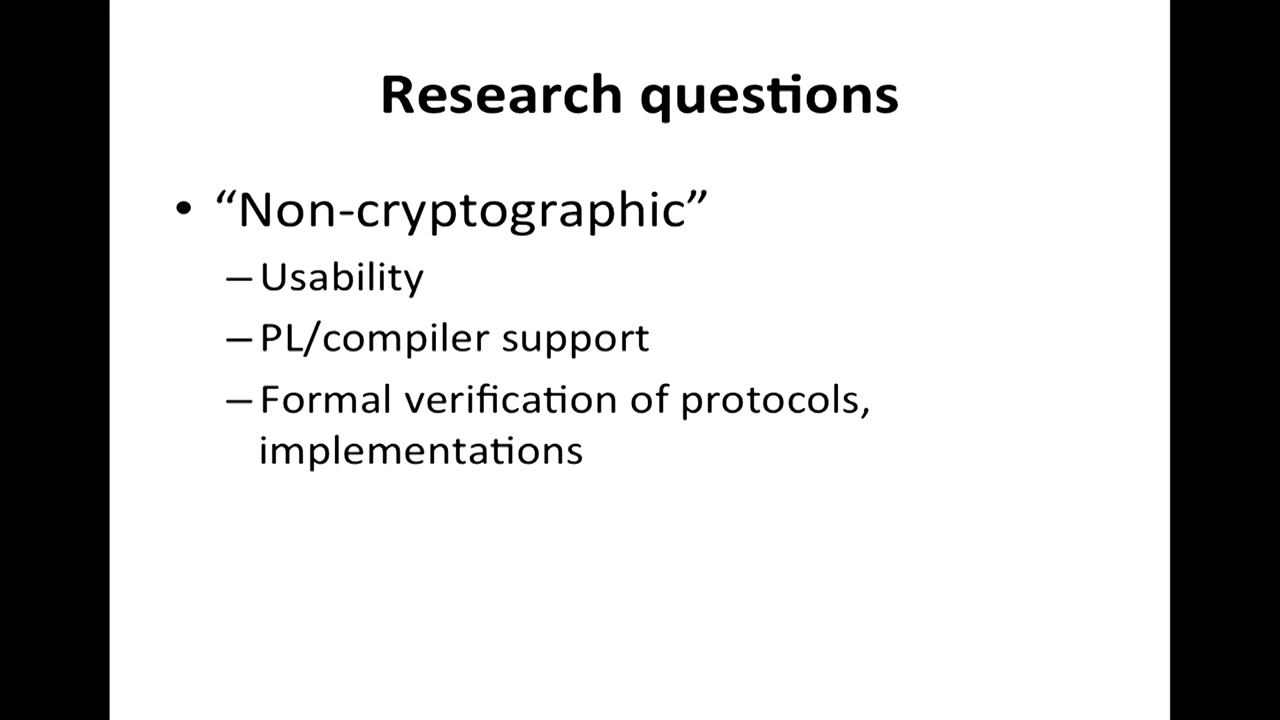 Research questions
• “Non-cryptographic”
– Usability
– PL/compiler support
– Formal verification of protocols,
implementations